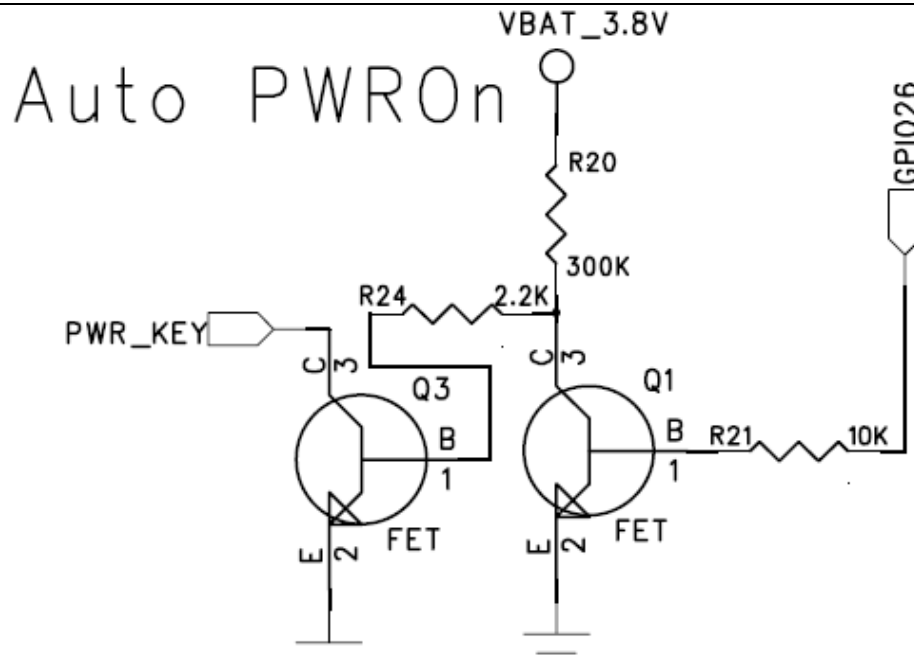 VBAT_3.8V
Auto PWROn
GPIO26
R20
300K
R24 2.2K
PWR_KEY
C 3
Q3
C 3
Q1
B
1
B
1
R21 10K
FET
FET
E 2
E 2